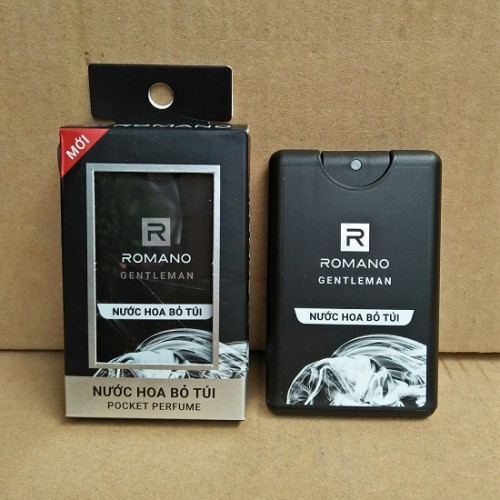 ROMANO
MỚI
R
ROMANO
GENTLEMAN
NƯỚC HOA BỎ TÚI
NƯỚC HOA BỎ TÚI
POCKET PERFUME
R
ROMANO
GENTLEMAN
NƯỚC HOA BỎ TÚI